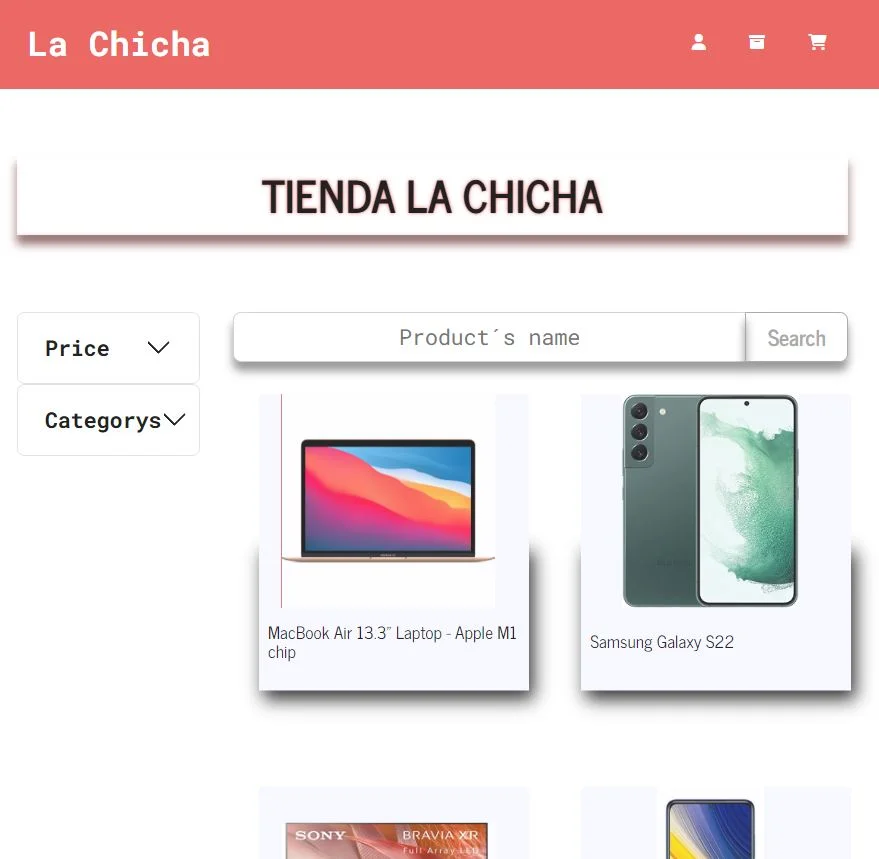 La Chicha
TIENDA LA CHICHA
Price
Categorys
Product´s name
Search
MacBook Air 13.3" Laptop - Apple M1
chip
Samsung Galaxy S22
SONY
BRAVIA XR
Full Array LED